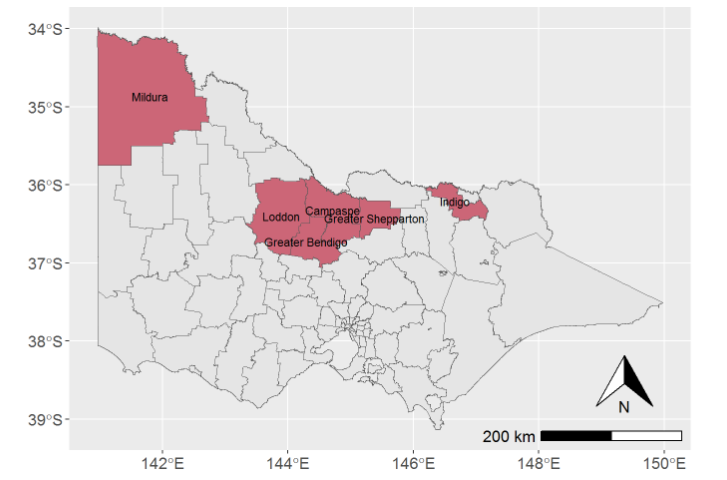 34°S
35°S
36°S
37°S
38°S
39°S
Mildura
Indigo
Campaspe
Loddon
Greater Shepparton
Greater Bendigo
N
200 km
142°E
144°E
146°E
148°E
150°E